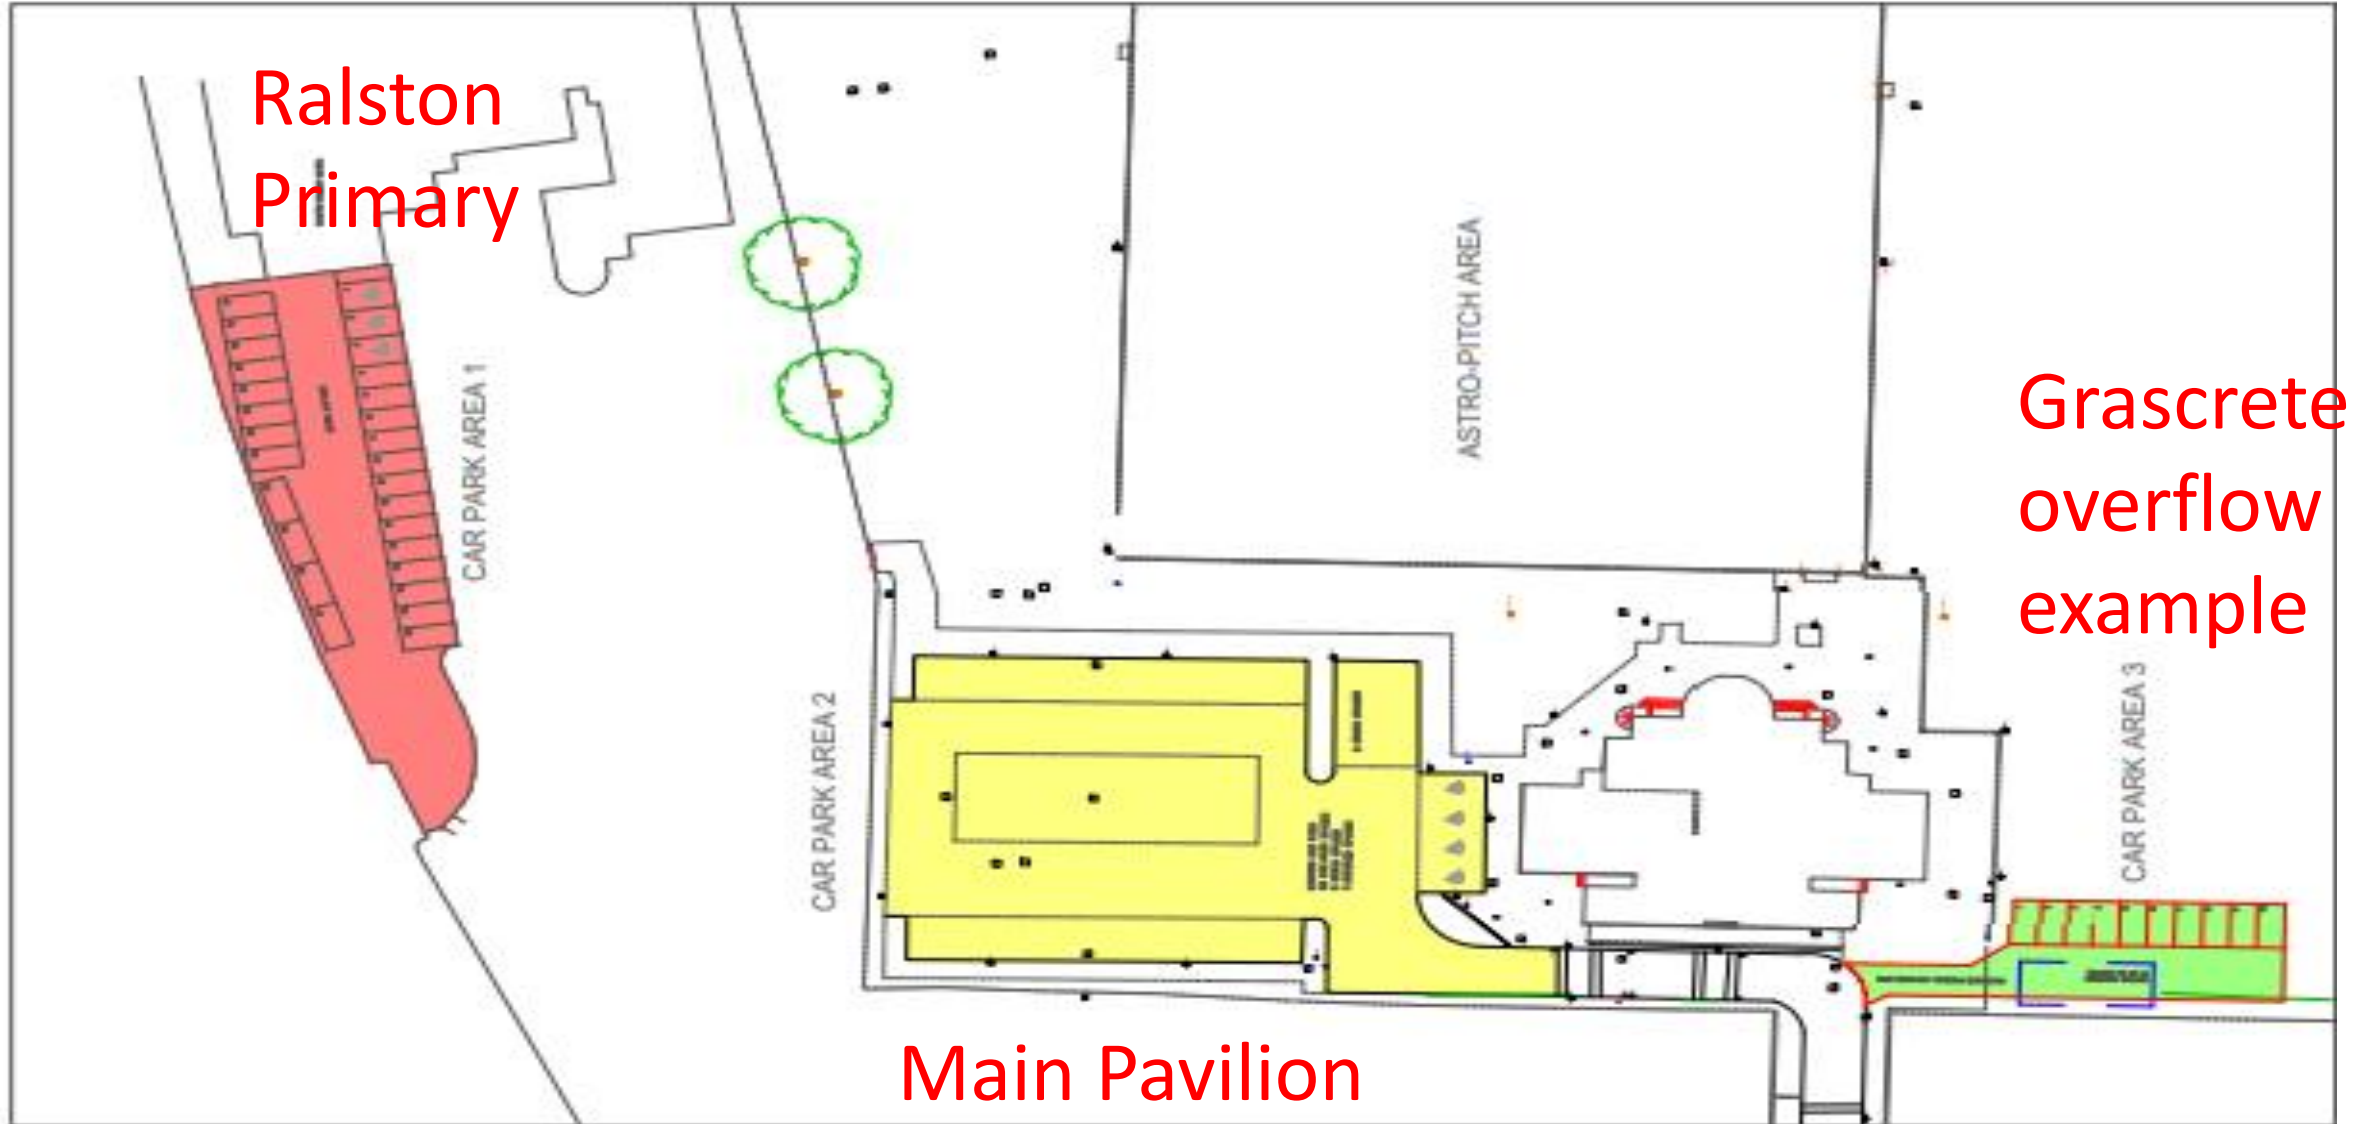 Ralston
Primary
CAR PARK AREA 1
ASTRO-PITCH AREA
Grascrete
overflow
example
CAR PARK AREA 2
CAR PARK AREA 3
Main Pavilion